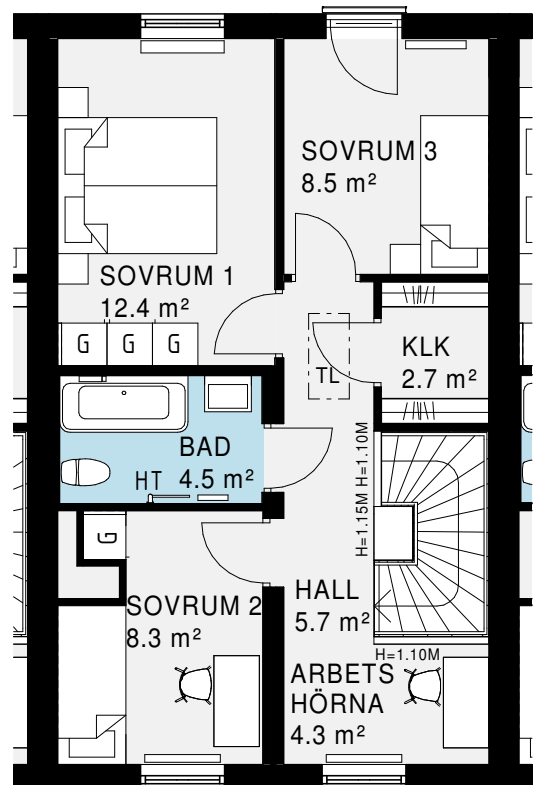 SOVRUM 3
8.5 m²
SOVRUM 1
12.4 m²
G G G
TL
KLK
2.7 m²
BAD
HT 4.5 m²
H=1.15M H=1.10M
G
SOVRUM 2
8.3 m²
HALL
5.7 m²
H=1.10M
ARBETS
HÖRNA
4.3 m²